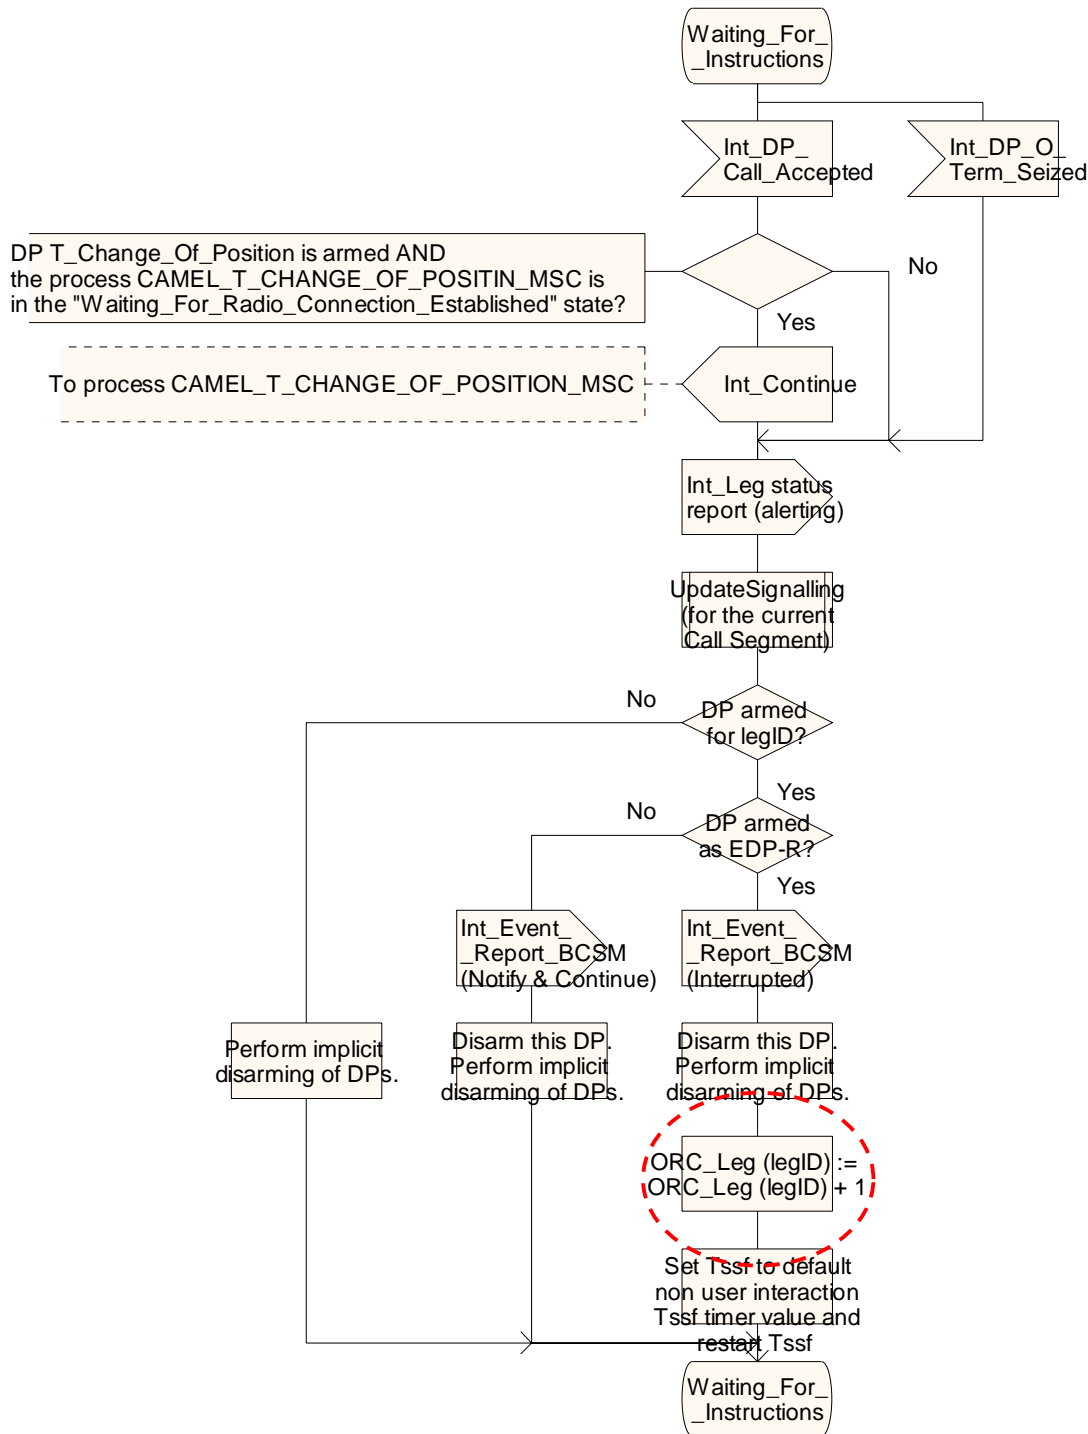 Waiting_For_
_Instructions
Int_DP_
Call_Accepted
Int_DP_O_
Term_Seized
DP T_Change_Of_Position is armed AND
the process CAMEL_T_CHANGE_OF_POSITIN_MSC is
in the "Waiting_For_Radio_Connection_Established" state?
No
Yes
To process CAMEL_T_CHANGE_OF_POSITION_MSC
Int_Continue
Int_Leg status
report (alerting)
UpdateSignalling
(for the current
Call Segment)
No
DP armed
for legID?
Yes
No
DP armed
as EDP-R?
Yes
Int_Event_
_Report_BCSM
(Notify & Continue)
Int_Event_
_Report_BCSM
(Interrupted)
Perform implicit
disarming of DPs.
Disarm this DP.
Perform implicit
disarming of DPs.
Disarm this DP.
Perform implicit
disarming of DPs.
ORC_Leg (legID) :=
ORC_Leg (legID) + 1
Set Tssf to default
non user interaction
Tssf timer value and
restart Tssf
Waiting_For_
_Instructions